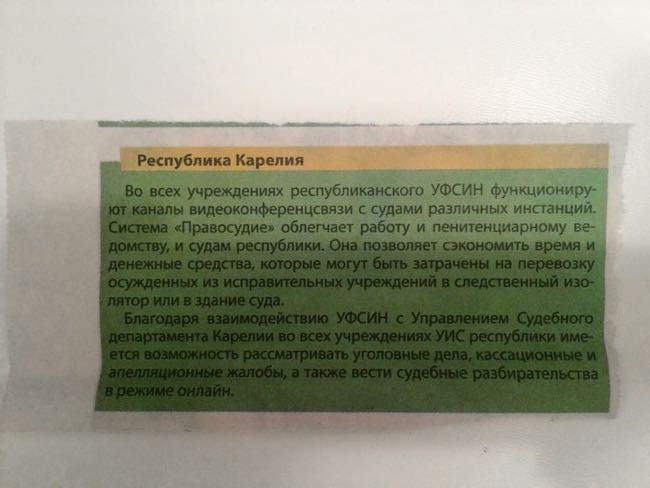 Республика Карелия
Во всех учреждениях республиканского УФСИН функциониру-
ют каналы видеоконференцсвязи с судами различных инстанций.
Система «Правосудие» облегчает работу и пенитенциарному ве-
домству, и судам республики. Она позволяет сэкономить время и
денежные средства, которые могут быть затрачены на перевозку
осужденных из исправительных учреждений в следственный изо-
лятор или в здание суда.
Благодаря взаимодействию УФСИН с Управлением Судебного
департамента Карелии во всех учреждениях УИС республики име-
ется возможность рассматривать уголовные дела, кассационные и
апелляционные жалобы, а также вести судебные разбирательства
в режиме онлайн.